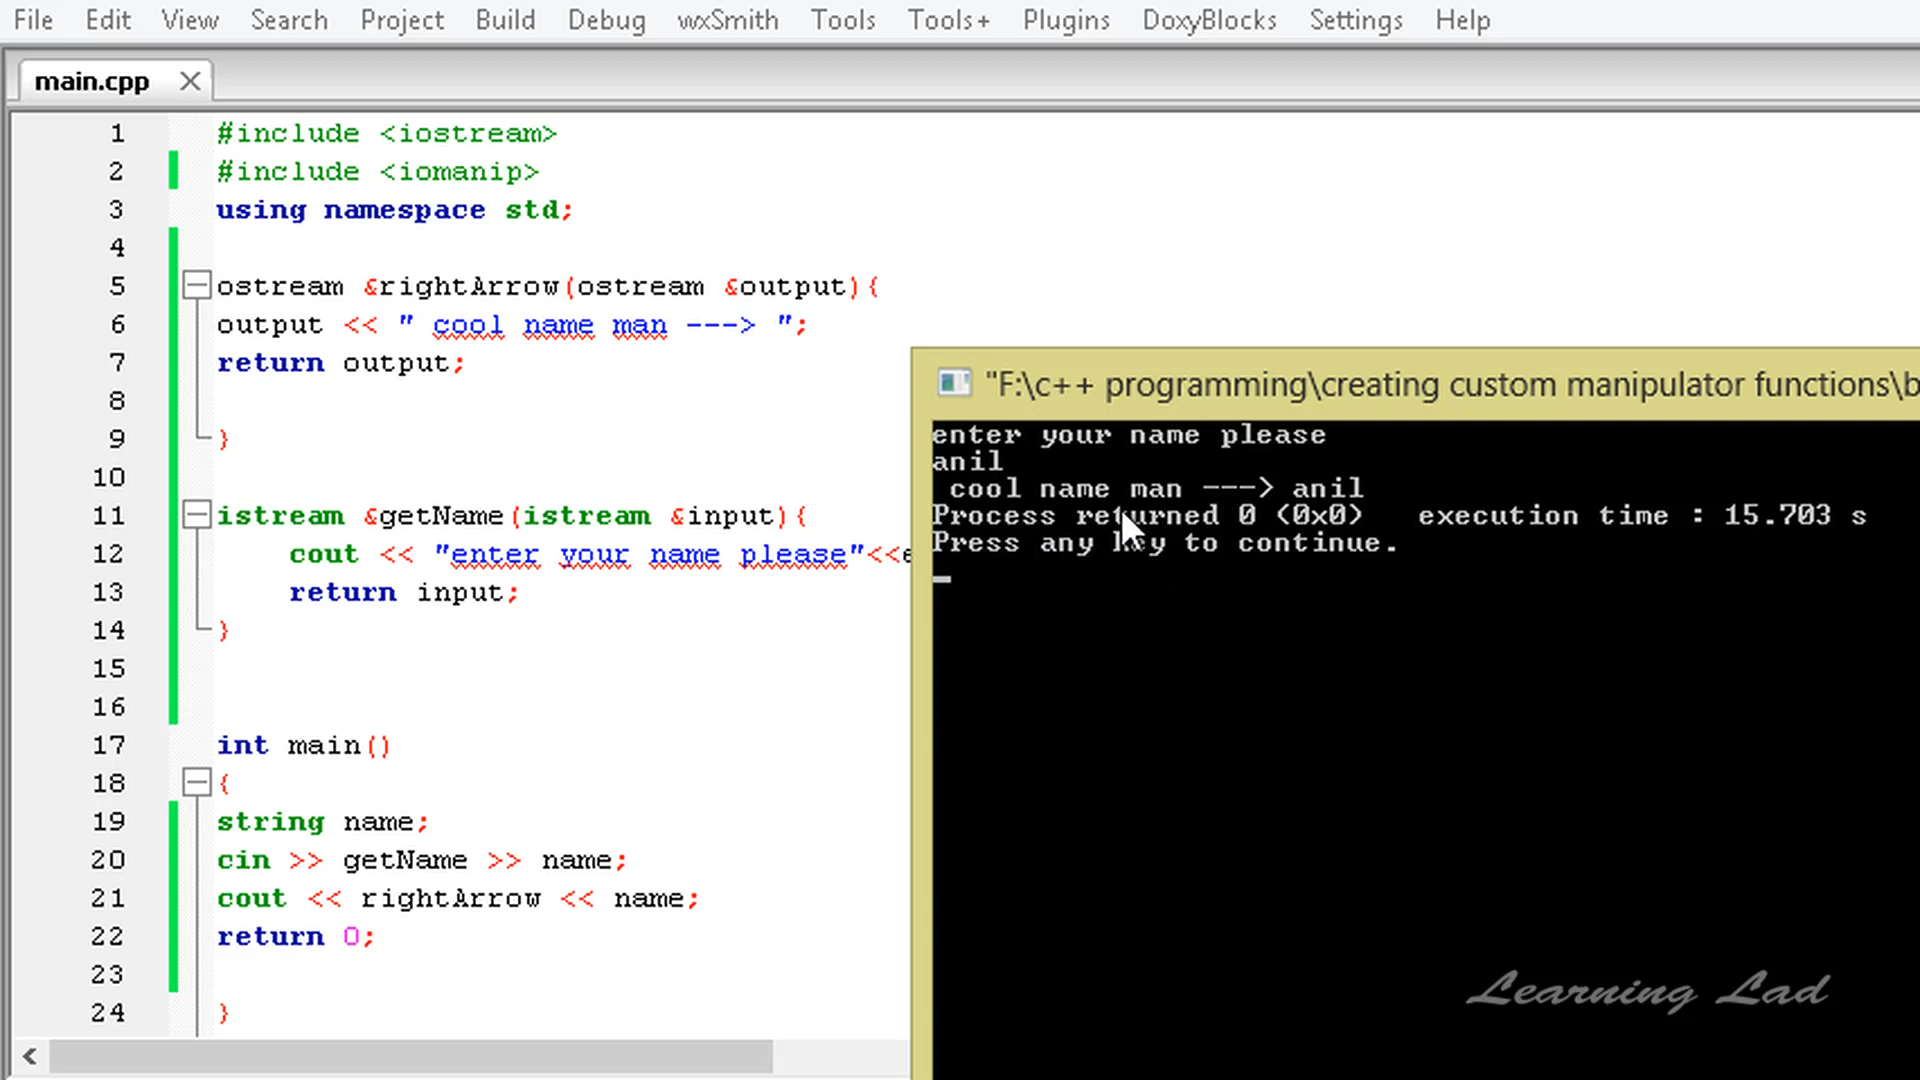 File Edit View Search Project Build Debug wxSmith Tools Tools+ Plugins DoxyBlocks Settings Help
main.cpp
1 #include <iostream>
2 #include <iomanip>
3 using namespace std;
4
5 ostream &rightArrow(ostream &output){
6 output << " cool name man ---> ";
7 return output;
8
9 }
10
11 istream &getName(istream &input){
12 cout << "enter your name please"<<e
13 return input;
14 }
15
16
17 int main()
18 {
19 string name;
20 cin >> getName >> name;
21 cout << rightArrow << name;
22 return 0;
23
24 }
"F:\c++ programming\creating custom manipulator functions\b
enter your name please
anil
cool name man ---> anil
Process returned 0 (0x0) execution time : 15.703 s
Press any key to continue.
Learning Lad